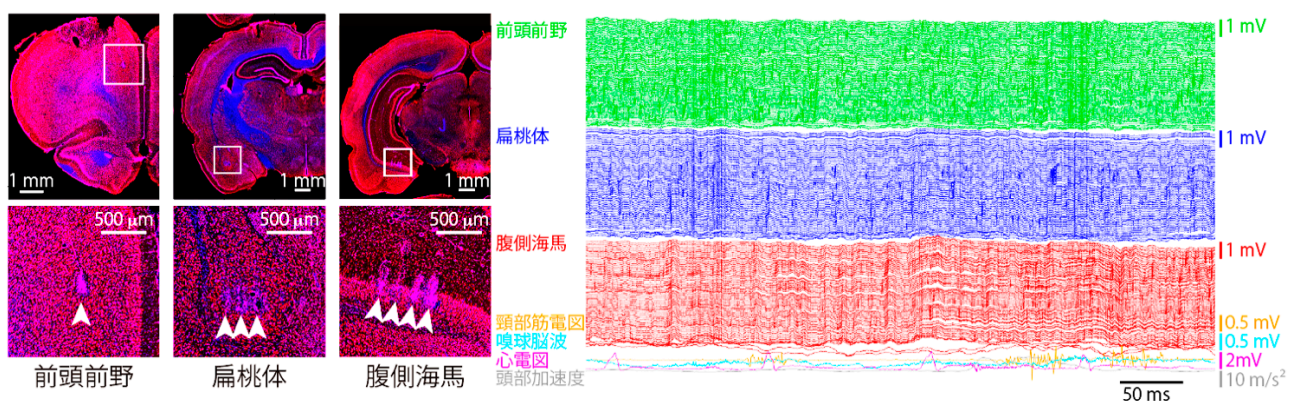 1 mm
1 mm
1 mm
500 μm
500 μm
500 μm
前頭前野
扁桃体
腹側海馬
前頭前野
1 mV
扁桃体
1 mV
腹側海馬
1 mV
頸部筋電図
0.5 mV
嗅球脳波
0.5 mV
心電図
2mV
頭部加速度
10 m/s²
50 ms